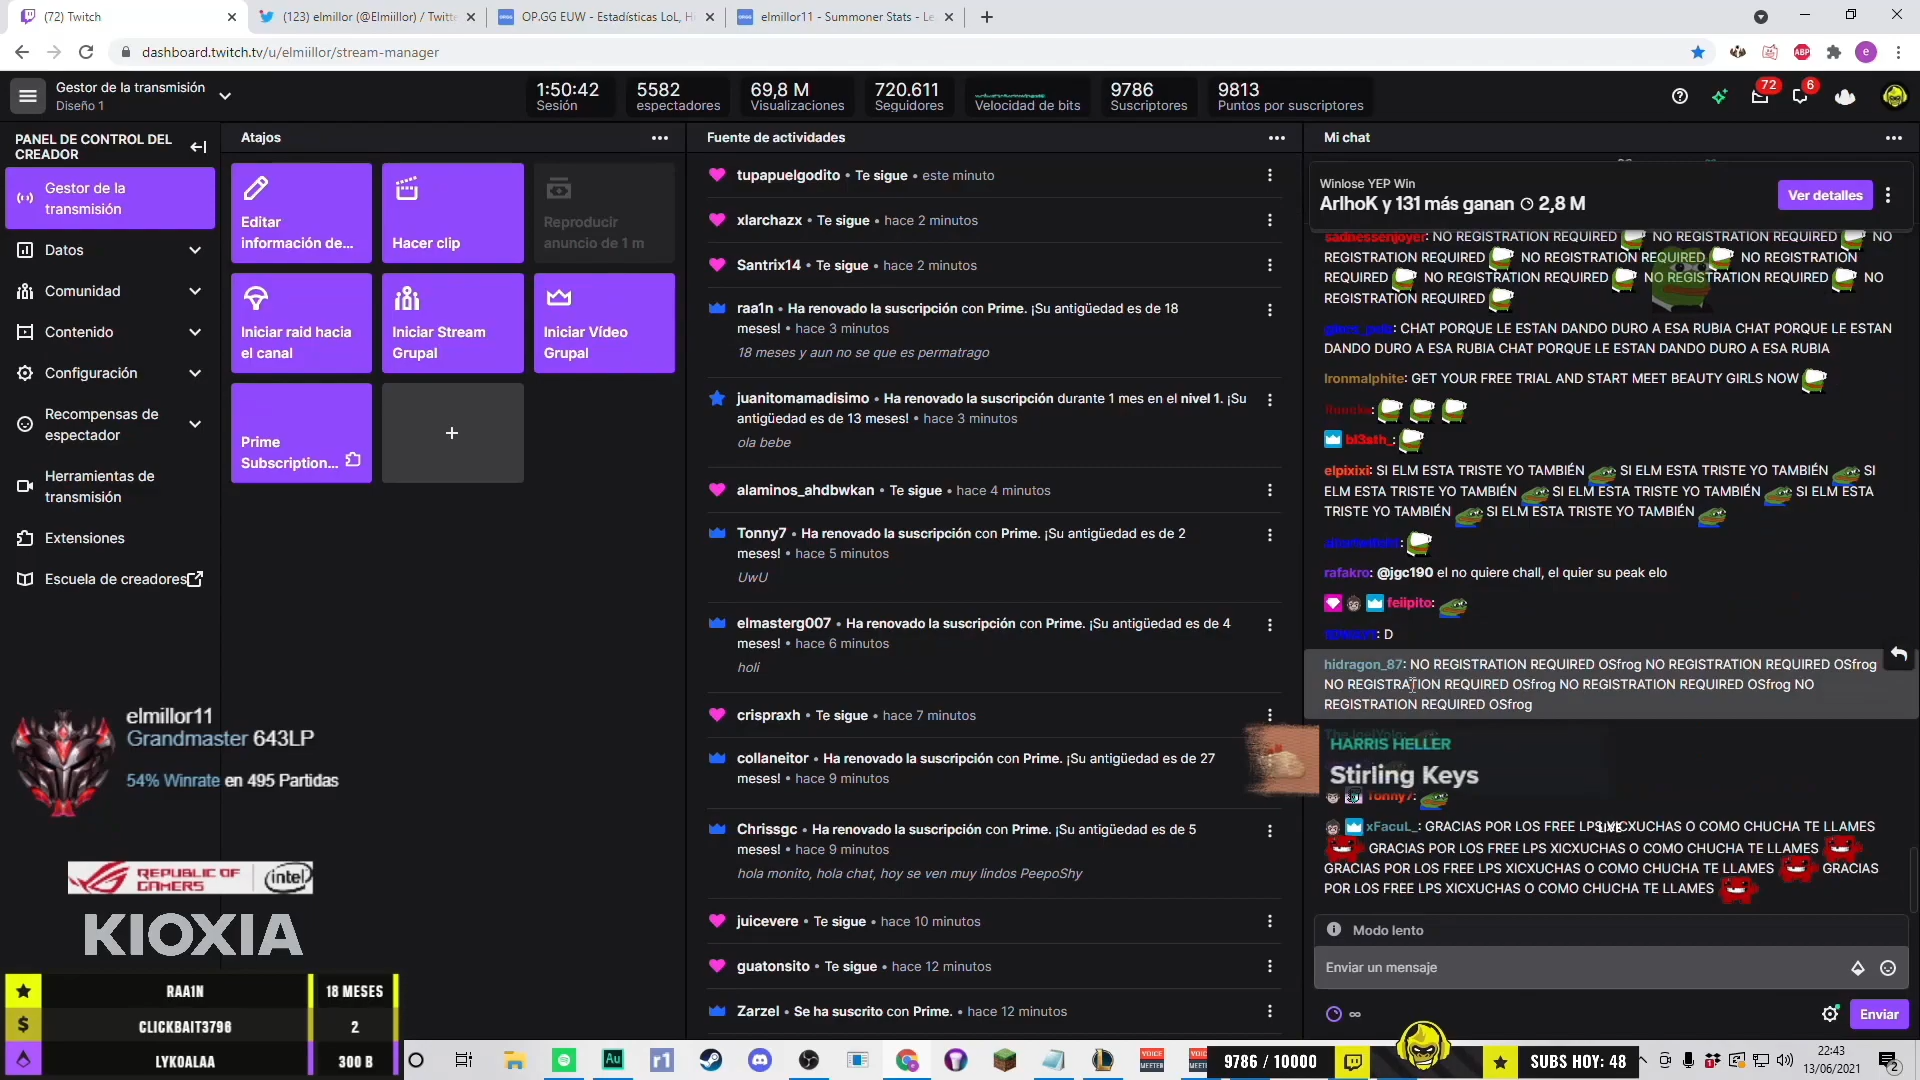 (72) Twitch
(123) elmillor (@Elmiillor) / Twitte
OP.GG EUW - Estadísticas LoL, H
elmillor11 - Summoner Stats - Le
dashboard.twitch.tv/u/elmiillor/stream-manager
Gestor de la transmisión
Diseño 1
1:50:42
Sesión
5582
espectadores
69,8 M
Visualizaciones
720.611
Seguidores
Velocidad de bits
9786
Suscriptores
9813
Puntos por suscriptores
72
6
PANEL DE CONTROL DEL
CREADOR
Gestor de la
transmisión
Datos
Comunidad
Contenido
Configuración
Recompensas de
espectador
Herramientas de
transmisión
Extensiones
Escuela de creadores
Atajos
Editar
información de...
Hacer clip
Reproducir
anuncio de 1 m
Iniciar raid hacia
el canal
Iniciar Stream
Grupal
Iniciar Vídeo
Grupal
Prime
Subscription...
elmillor11
Grandmaster 643LP
54% Winrate en 495 Partidas
REPUBLIC OF
GAMERS
intel
KIOXIA
RAA1N 18 MESES
CLICKBAIT3796 2
LYKOALAA 300 B
Fuente de actividades
tupapuelgodito • Te sigue • este minuto
xlarchazx • Te sigue • hace 2 minutos
Santrix14 • Te sigue • hace 2 minutos
raa1n • Ha renovado la suscripción con Prime. ¡Su antigüedad es de 18
meses! • hace 3 minutos
18 meses y aun no se que es permatrago
juanitomamadisimo • Ha renovado la suscripción durante 1 mes en el nivel 1. ¡Su
antigüedad es de 13 meses! • hace 3 minutos
ola bebe
alaminos_ahdbwkan • Te sigue • hace 4 minutos
Tonny7 • Ha renovado la suscripción con Prime. ¡Su antigüedad es de 2
meses! • hace 5 minutos
UwU
elmasterg007 • Ha renovado la suscripción con Prime. ¡Su antigüedad es de 4
meses! • hace 6 minutos
holi
crispraxh • Te sigue • hace 7 minutos
collaneitor • Ha renovado la suscripción con Prime. ¡Su antigüedad es de 27
meses! • hace 9 minutos
Chrissgc • Ha renovado la suscripción con Prime. ¡Su antigüedad es de 5
meses! • hace 9 minutos
hola monito, hola chat, hoy se ven muy lindos PeepoShy
juicevere • Te sigue • hace 10 minutos
guatonsito • Te sigue • hace 12 minutos
Zarzel • Se ha suscrito con Prime. • hace 12 minutos
Mi chat
Winlose YEP Win
ArlhoK y 131 más ganan 2,8 M
Ver detalles
sadnessenjoyer: NO REGISTRATION REQUIRED NO REGISTRATION REQUIRED NO
REGISTRATION REQUIRED NO REGISTRATION REQUIRED NO REGISTRATION
REQUIRED NO REGISTRATION REQUIRED NO REGISTRATION REQUIRED NO
REGISTRATION REQUIRED
CHAT PORQUE LE ESTAN DANDO DURO A ESA RUBIA CHAT PORQUE LE ESTAN
DANDO DURO A ESA RUBIA CHAT PORQUE LE ESTAN DANDO DURO A ESA RUBIA
Ironmalphite: GET YOUR FREE TRIAL AND START MEET BEAUTY GIRLS NOW
bl3sth_:
elpixixi: SI ELM ESTA TRISTE YO TAMBIÉN SI ELM ESTA TRISTE YO TAMBIÉN SI
ELM ESTA TRISTE YO TAMBIÉN SI ELM ESTA TRISTE YO TAMBIÉN SI ELM ESTA
TRISTE YO TAMBIÉN SI ELM ESTA TRISTE YO TAMBIÉN
rafakro: @jgc190 el no quiere chall, el quier su peak elo
feiipito:
: D
hidragon_87: NO REGISTRATION REQUIRED OSfrog NO REGISTRATION REQUIRED OSfrog
NO REGISTRATION REQUIRED OSfrog NO REGISTRATION REQUIRED OSfrog NO
REGISTRATION REQUIRED OSfrog
HARRIS HELLER
Stirling Keys
Tonny7:
xFacuL_: GRACIAS POR LOS FREE LPS XICXUCHAS O COMO CHUCHA TE LLAMES
GRACIAS POR LOS FREE LPS XICXUCHAS O COMO CHUCHA TE LLAMES
GRACIAS POR LOS FREE LPS XICXUCHAS O COMO CHUCHA TE LLAMES GRACIAS
POR LOS FREE LPS XICXUCHAS O COMO CHUCHA TE LLAMES
LIVE
Modo lento
Enviar un mensaje
Enviar
9786 / 10000
SUBS HOY: 48
22:43
13/06/2021
2